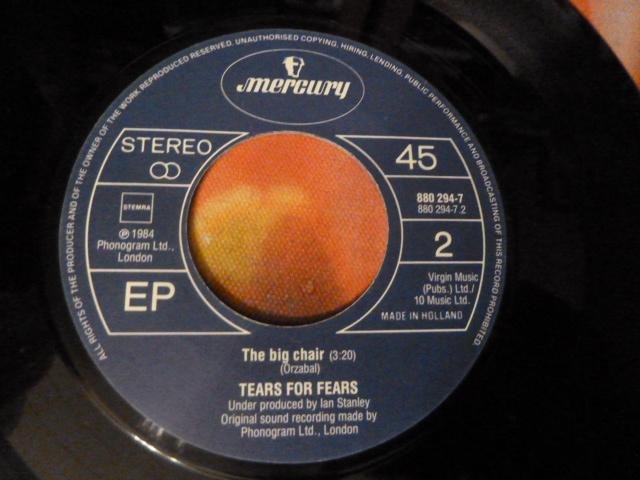 ALL RIGHTS OF THE PRODUCER AND OF THE OWNER OF THE WORK REPRODUCED RESERVED. UNAUTHORISED COPYING, HIRING, LENDING, PUBLIC PERFORMANCE AND BROADCASTING OF THIS RECORD PROHIBITED.
mercury
STEREO
STEMRA
℗ 1984
Phonogram Ltd.,
London
EP
45
880 294-7
880 294-7.2
2
Virgin Music
(Pubs.) Ltd./
10 Music Ltd.
MADE IN HOLLAND
The big chair (3:20)
(Orzabal)
TEARS FOR FEARS
Under produced by Ian Stanley
Original sound recording made by
Phonogram Ltd., London